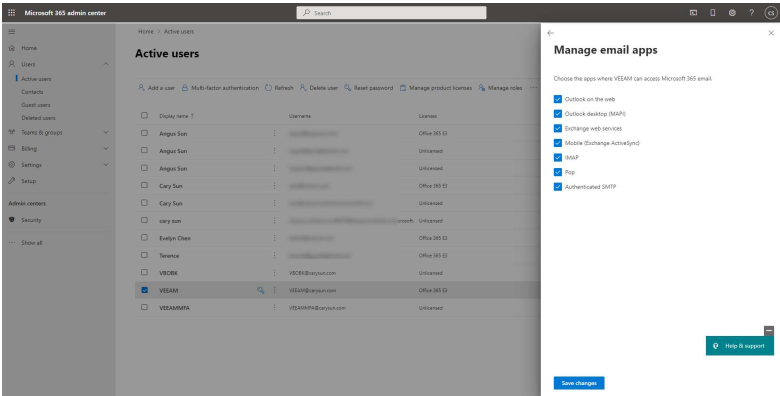 Microsoft 365 admin center
Search
? CS
Home > Active users
Active users
Home
Users
Active users
Contacts
Guest users
Deleted users
Teams & groups
Billing
Settings
Setup
Admin centers
Security
Show all
Add a user Multi-factor authentication Refresh Delete user Reset password Manage product licenses Manage roles ...
Display name ↑ Username Licenses
Angus Sun Office 365 E3
Angus Sun Unlicensed
Angus Sun Unlicensed
Cary Sun Office 365 E3
Cary Sun Unlicensed
cary sun Unlicensed
Evelyn Chen Office 365 E3
Terence Office 365 E3
VBOBK VBOBK@carysun.com Unlicensed
VEEAM VEEAM@carysun.com Office 365 E3
VEEAMMFA VEEAMMFA@carysun.com Unlicensed
Manage email apps
Choose the apps where VEEAM can access Microsoft 365 email.
Outlook on the web
Outlook desktop (MAPI)
Exchange web services
Mobile (Exchange ActiveSync)
IMAP
Pop
Authenticated SMTP
Help & support
Save changes